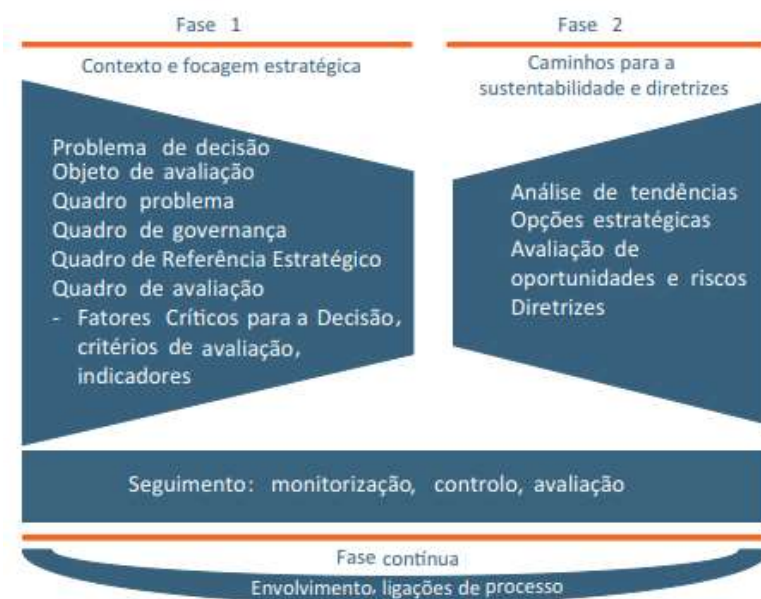 Fase 1
Contexto e focagem estratégica
Problema de decisão
Objeto de avaliação
Quadro problema
Quadro de governança
Quadro de Referência Estratégico
Quadro de avaliação
- Fatores Críticos para a Decisão,
critérios de avaliação,
indicadores
Fase 2
Caminhos para a
sustentabilidade e diretrizes
Análise de tendências
Opções estratégicas
Avaliação de
oportunidades e riscos
Diretrizes
Seguimento: monitorização, controlo, avaliação
Fase contínua
Envolvimento, ligações de processo